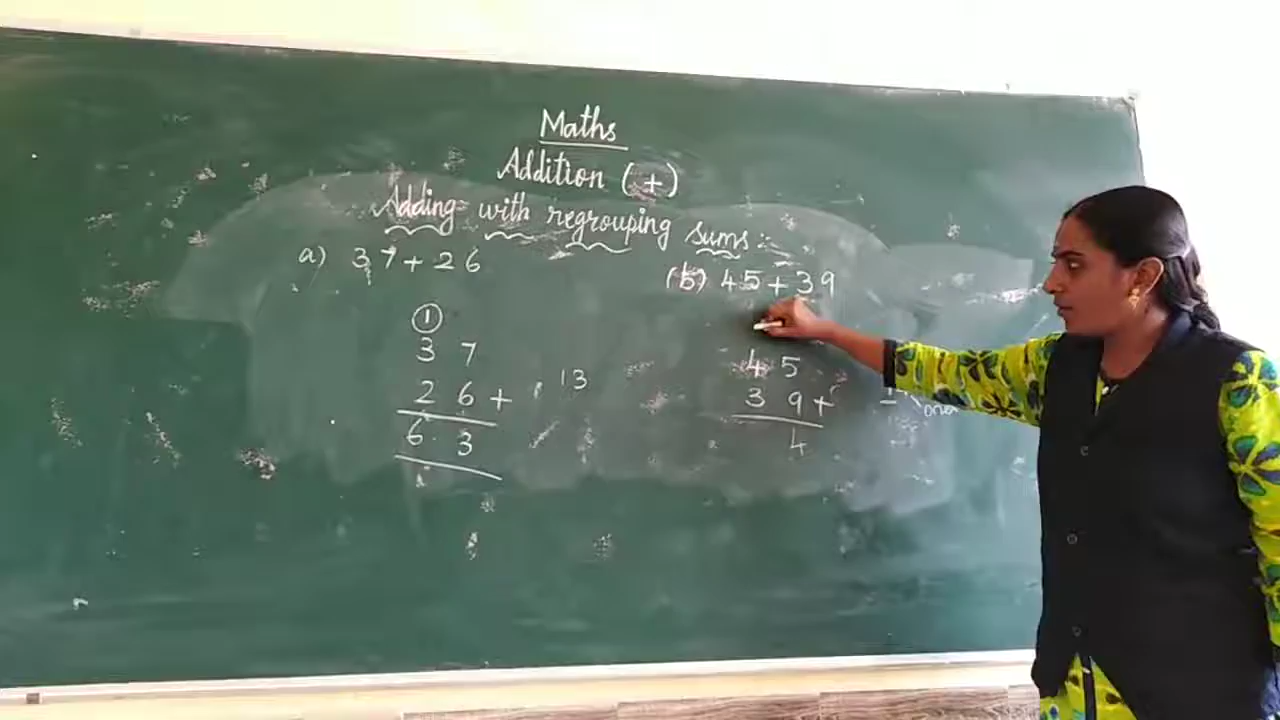 Maths
Addition (+)
Adding with regrouping sums:
a) 37+26
(b) 45+39
1
3 7
2 6 +
13
6 3
4 5
3 9 +
4